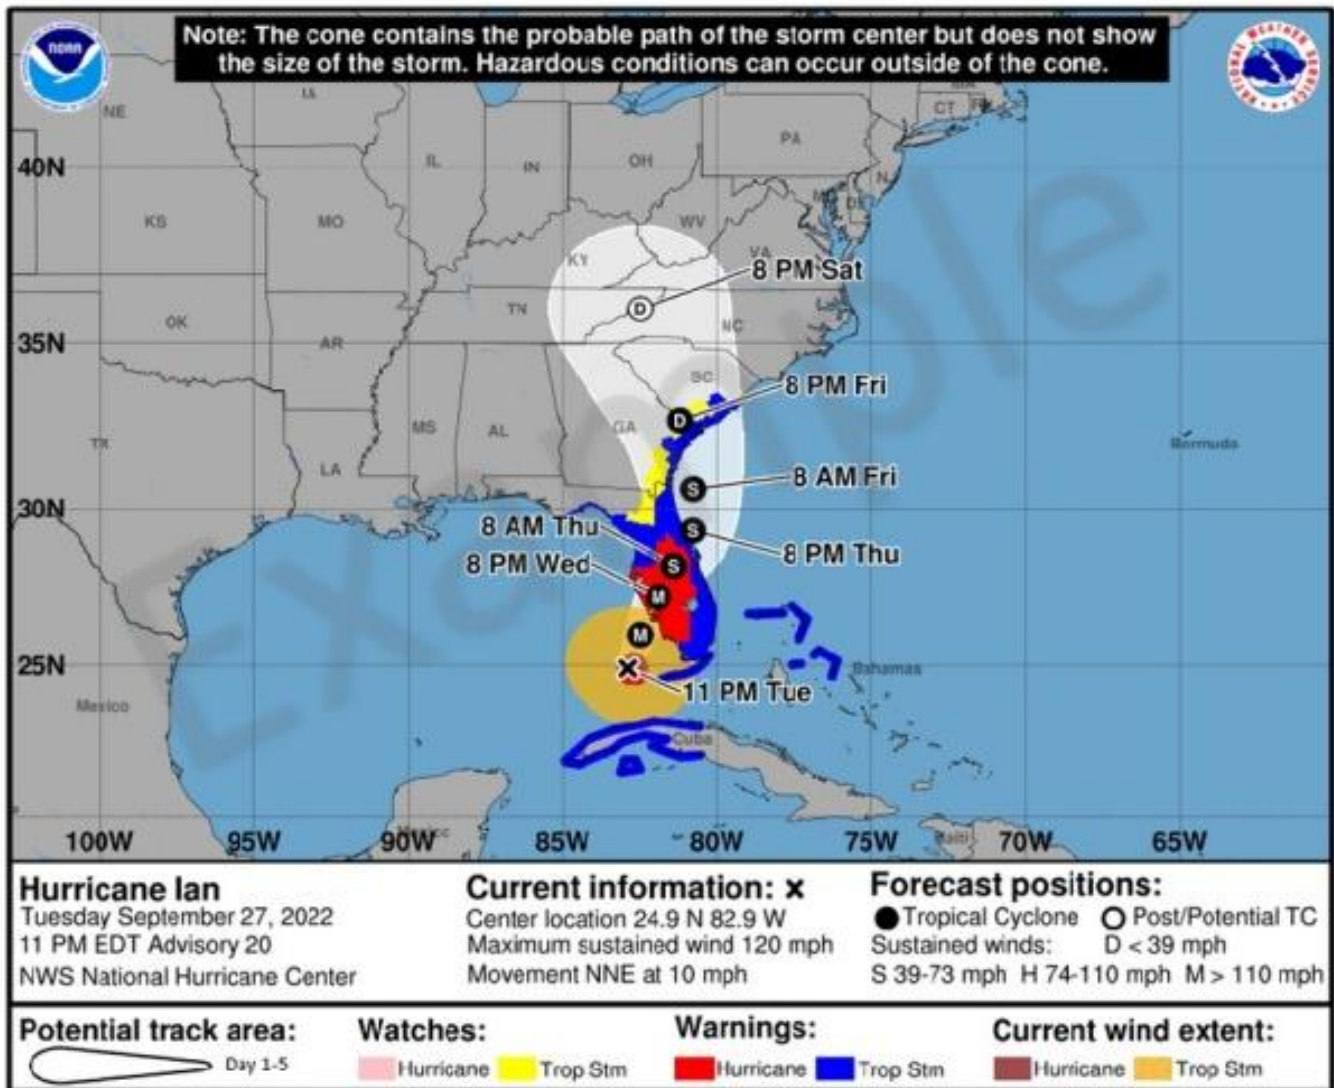 Note: The cone contains the probable path of the storm center but does not show
the size of the storm. Hazardous conditions can occur outside of the cone.
NOAA
NATIONAL WEATHER SERVICE
Example
NE
IA
CT
PA
40N
IL
IN
OH
KS
MO
WV
VA
KY
8 PM Sat
OK
TN
NC
35N
AR
D
SC
8 PM Fri
TX
MS
AL
GA
D
Bermuda
LA
8 AM Fri
S
30N
8 AM Thu
S
8 PM Thu
8 PM Wed
S
M
M
25N
Bahamas
11 PM Tue
Mexico
Cuba
100W
95W
90W
85W
80W
75W
70W
65W
Haiti
Hurricane Ian
Tuesday September 27, 2022
11 PM EDT Advisory 20
NWS National Hurricane Center
Current information: x
Center location 24.9 N 82.9 W
Maximum sustained wind 120 mph
Movement NNE at 10 mph
Forecast positions:
Tropical Cyclone Post/Potential TC
Sustained winds: D < 39 mph
S 39-73 mph H 74-110 mph M > 110 mph
Potential track area:
Day 1-5
Watches:
Hurricane Trop Stm
Warnings:
Hurricane Trop Stm
Current wind extent:
Hurricane Trop Stm